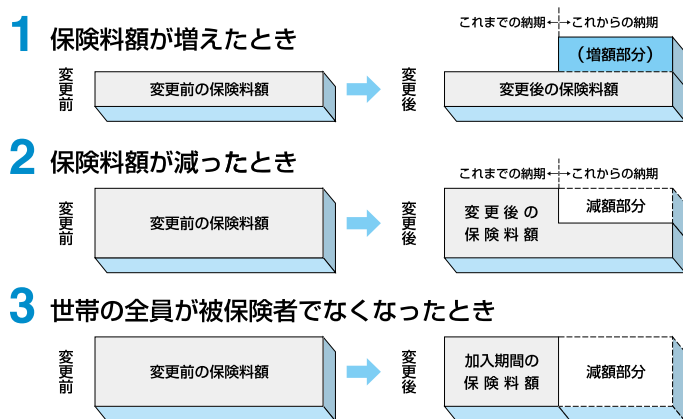 1 保険料額が増えたとき
変更前
変更前の保険料額
変更後
これまでの納期 これからの納期
(増額部分)
変更後の保険料額
2 保険料額が減ったとき
変更前
変更前の保険料額
変更後
これまでの納期 これからの納期
変更後の
保険料額
減額部分
3 世帯の全員が被保険者でなくなったとき
変更前
変更前の保険料額
変更後
加入期間の
保険料額
減額部分